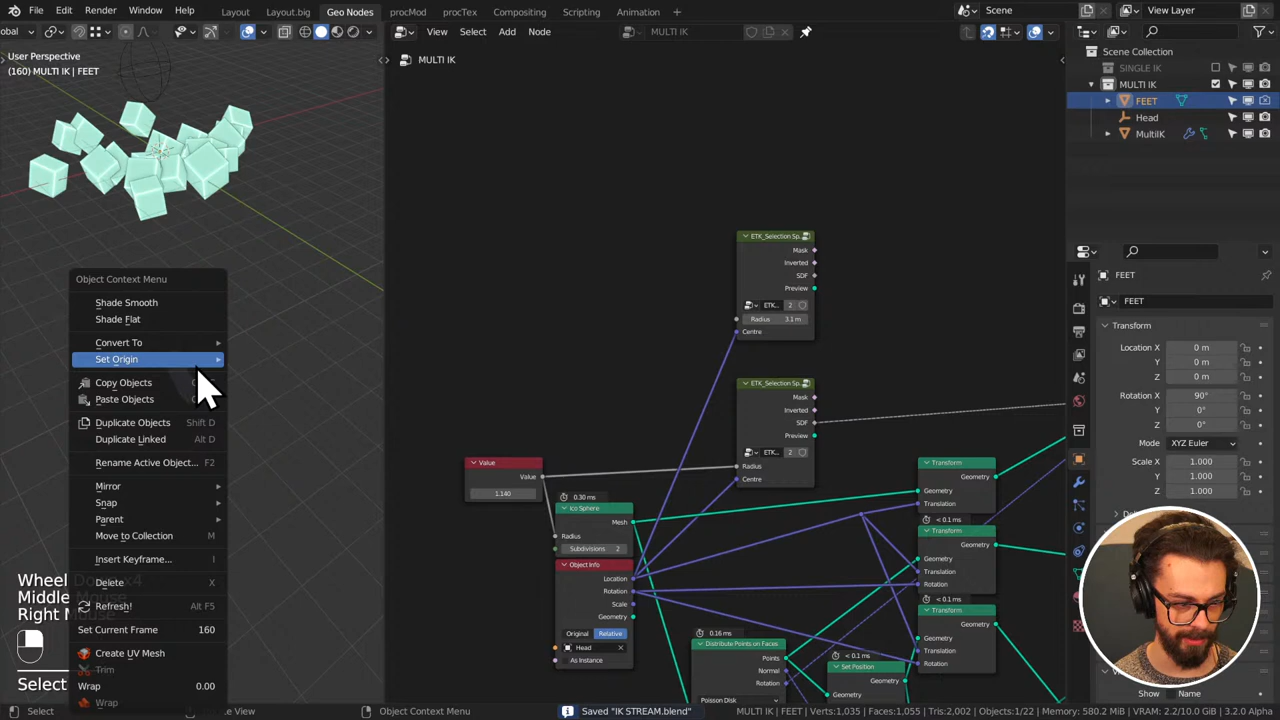 File Edit Render Window Help Layout Layout.big Geo Nodes procMod procTex Compositing Scripting Animation + Scene View Layer
obal View Select Add Node MULTI IK
User Perspective
(160) MULTI IK | FEET
MULTI IK
Scene Collection
SINGLE IK
MULTI IK
FEET
Head
MultiIK
Object Context Menu
Shade Smooth
Shade Flat
Convert To
Set Origin
Copy Objects
Paste Objects
Duplicate Objects Shift D
Duplicate Linked Alt D
Rename Active Object... F2
Mirror
Snap
Parent
Move to Collection M
Insert Keyframe... I
Delete X
Refresh! Alt F5
Set Current Frame 160
Create UV Mesh
Trim
Wrap 0.00
Wrap
Wheel
Middle
Right
Select
ETK_Selection Sp..
Mask
Inverted
SDF
Preview
ETK... 2
Radius 3.1 m
Centre
ETK_Selection Sp..
Mask
Inverted
SDF
Preview
ETK... 2
Radius
Centre
Value
Value
1.140
0.30 ms
Ico Sphere
Mesh
Radius
Subdivisions 2
Object Info
Location
Rotation
Scale
Geometry
Original Relative
Head
As Instance
0.16 ms
Distribute Points on Faces
Points
Normal
Rotation
Poisson Disk
< 0.1 ms
Set Position
Geometry
Geometry
Transform
Geometry
Geometry
Translation
< 0.1 ms
Transform
Geometry
Geometry
Translation
Rotation
< 0.1 ms
Transform
Geometry
Geometry
Translation
Rotation
FEET
FEET
Transform
Location X 0 m
Y 0 m
Z 0 m
Rotation X 90°
Y 0°
Z 0°
Mode XYZ Euler
Scale X 1.000
Y 1.000
Z 1.000
Show Name
Select View Object Context Menu Saved "IK STREAM.blend" MULTI IK | FEET | Verts:1,035 | Faces:1,055 | Tris:2,002 | Objects:1/22 | Memory: 580.2 MiB | VRAM: 2.2/10.0 GiB | 3.2.0 Alpha